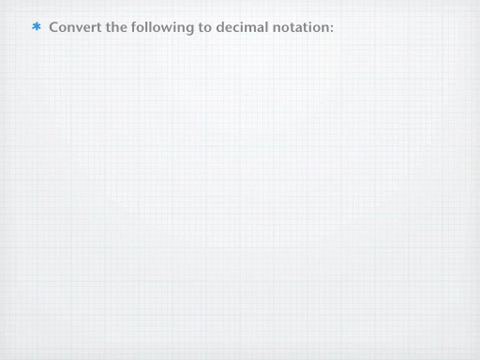 * Convert the following to decimal notation: